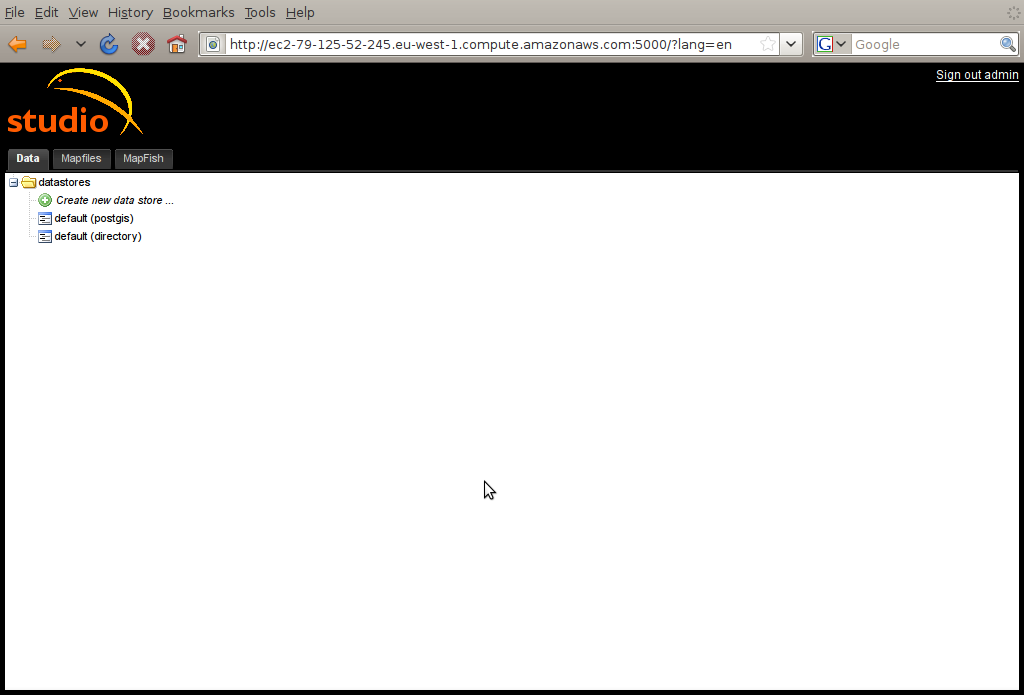 File Edit View History Bookmarks Tools Help
http://ec2-79-125-52-245.eu-west-1.compute.amazonaws.com:5000/?lang=en
G Google
Sign out admin
studio
Data Mapfiles MapFish
datastores
Create new data store ...
default (postgis)
default (directory)